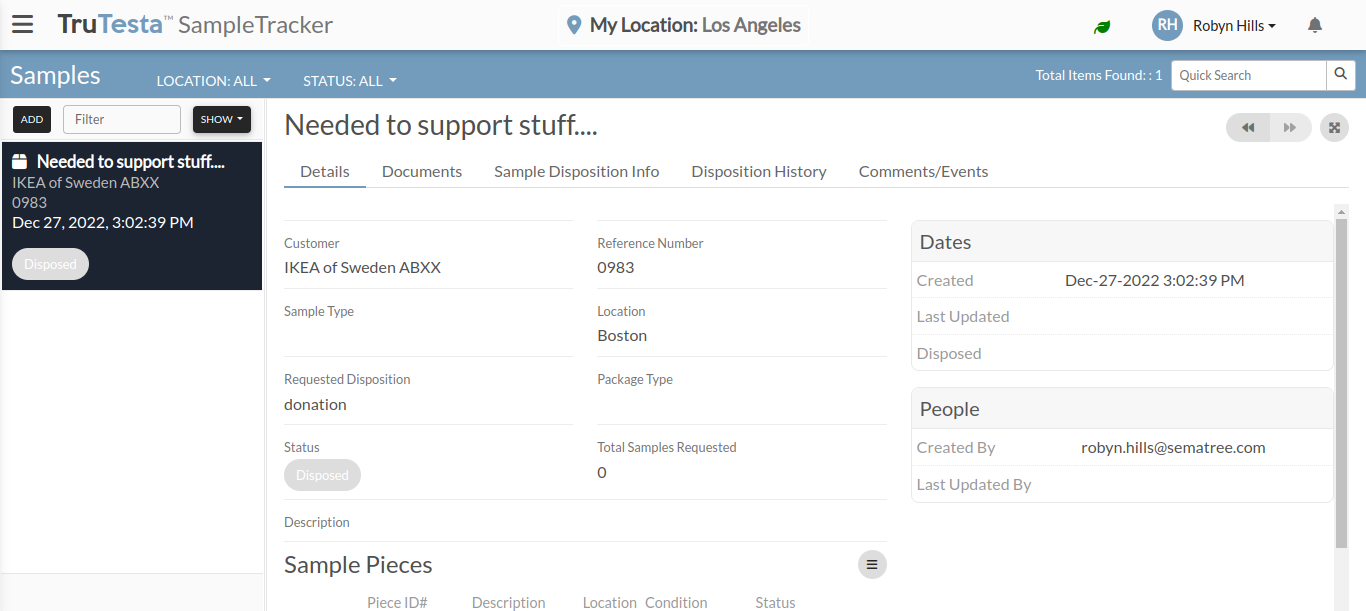 TruTesta™ SampleTracker
My Location: Los Angeles
RH Robyn Hills
Samples
LOCATION: ALL
STATUS: ALL
Total Items Found: : 1
Quick Search
ADD
Filter
SHOW
Needed to support stuff....
IKEA of Sweden ABXX
0983
Dec 27, 2022, 3:02:39 PM
Disposed
Needed to support stuff....
Details
Documents
Sample Disposition Info
Disposition History
Comments/Events
Customer
IKEA of Sweden ABXX
Reference Number
0983
Sample Type
Location
Boston
Requested Disposition
donation
Package Type
Status
Disposed
Total Samples Requested
0
Description
Sample Pieces
Piece ID# Description Location Condition Status
Dates
Created Dec-27-2022 3:02:39 PM
Last Updated
Disposed
People
Created By robyn.hills@sematree.com
Last Updated By